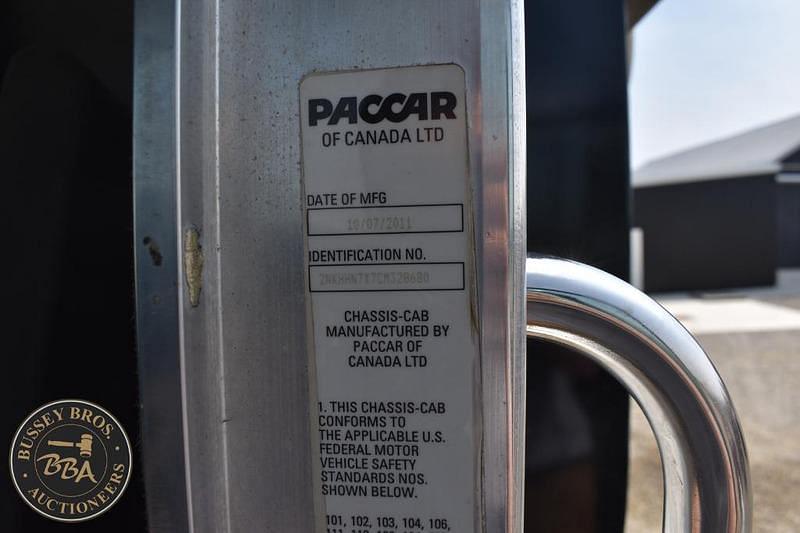 PACCAR
OF CANADA LTD
DATE OF MFG
10/07/2011
IDENTIFICATION NO.
CHASSIS-CAB
MANUFACTURED BY
PACCAR OF
CANADA LTD
1. THIS CHASSIS-CAB
CONFORMS TO
THE APPLICABLE U.S.
FEDERAL MOTOR
VEHICLE SAFETY
STANDARDS NOS.
SHOWN BELOW.
101, 102, 103, 104, 106,
BUSSEY BROS.
BBA
AUCTIONEERS